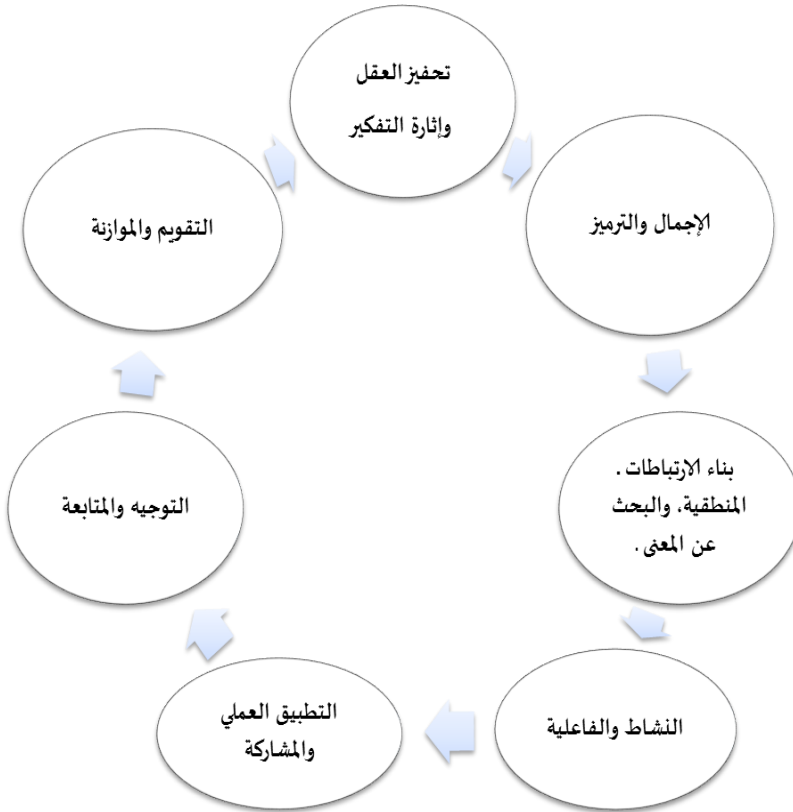 تحفيز العقل
وإثارة التفكير
الإجمال والترميز
بناء الارتباطات .
المنطقية، والبحث
عن المعنى .
النشاط والفاعلية
التطبيق العملي
والمشاركة
التوجيه والمتابعة
التقويم والموازنة